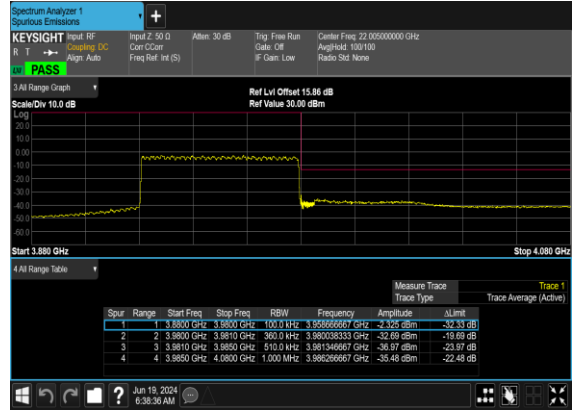 Spectrum Analyzer 1
Spurious Emissions
KEYSIGHT Input: RF Input Z: 50 Ω Atten: 30 dB Trig: Free Run Center Freq: 22.005000000 GHz
R T Coupling: DC Corr CCorr Gate: Off Avg|Hold: 100/100
Align: Auto Freq Ref: Int (S) IF Gain: Low Radio Std: None
PASS
3 All Range Graph
Ref Lvl Offset 15.86 dB
Scale/Div 10.0 dB Ref Value 30.00 dBm
Log
20.0
10.0
0.00
-10.0
-20.0
-30.0
-40.0
-50.0
-60.0
Start 3.880 GHz Stop 4.080 GHz
4 All Range Table
Measure Trace Trace 1
Trace Type Trace Average (Active)
Spur Range Start Freq Stop Freq RBW Frequency Amplitude ΔLimit
1 1 3.8800 GHz 3.9800 GHz 100.0 kHz 3.958666667 GHz -2.325 dBm -32.33 dB
2 2 3.9800 GHz 3.9810 GHz 360.0 kHz 3.980038333 GHz -32.69 dBm -19.69 dB
3 3 3.9810 GHz 3.9850 GHz 510.0 kHz 3.981346667 GHz -36.97 dBm -23.97 dB
4 4 3.9850 GHz 4.0800 GHz 1.000 MHz 3.986266667 GHz -35.48 dBm -22.48 dB
Jun 19, 2024
6:38:36 AM